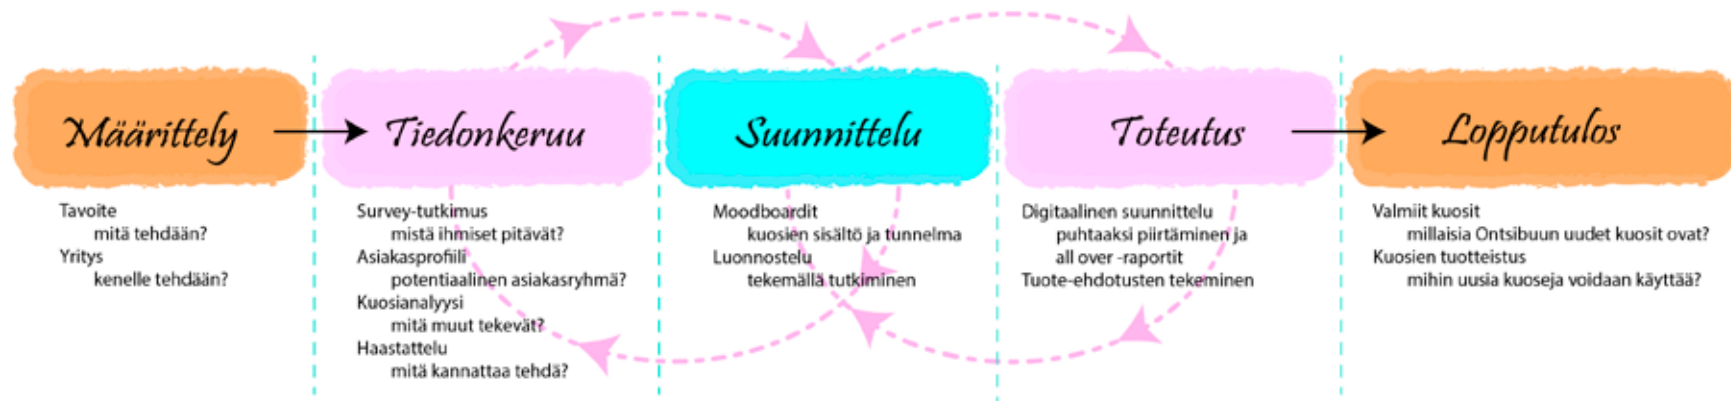 Määrittely
Tiedonkeruu
Suunnittelu
Toteutus
Lopputulos
Tavoite
mitä tehdään?
Yritys
kenelle tehdään?
Survey-tutkimus
mistä ihmiset pitävät?
Asiakasprofiili
potentiaalinen asiakasryhmä?
Kuosianalyysi
mitä muut tekevät?
Haastattelu
mitä kannattaa tehdä?
Moodboardit
kuosien sisältö ja tunnelma
Luonnostelu
tekemällä tutkiminen
Digitaalinen suunnittelu
puhtaaksi piirtäminen ja
all over -raportit
Tuote-ehdotusten tekeminen
Valmiit kuosit
millaisia Ontsibuun uudet kuosit ovat?
Kuosien tuotteistus
mihin uusia kuoseja voidaan käyttää?